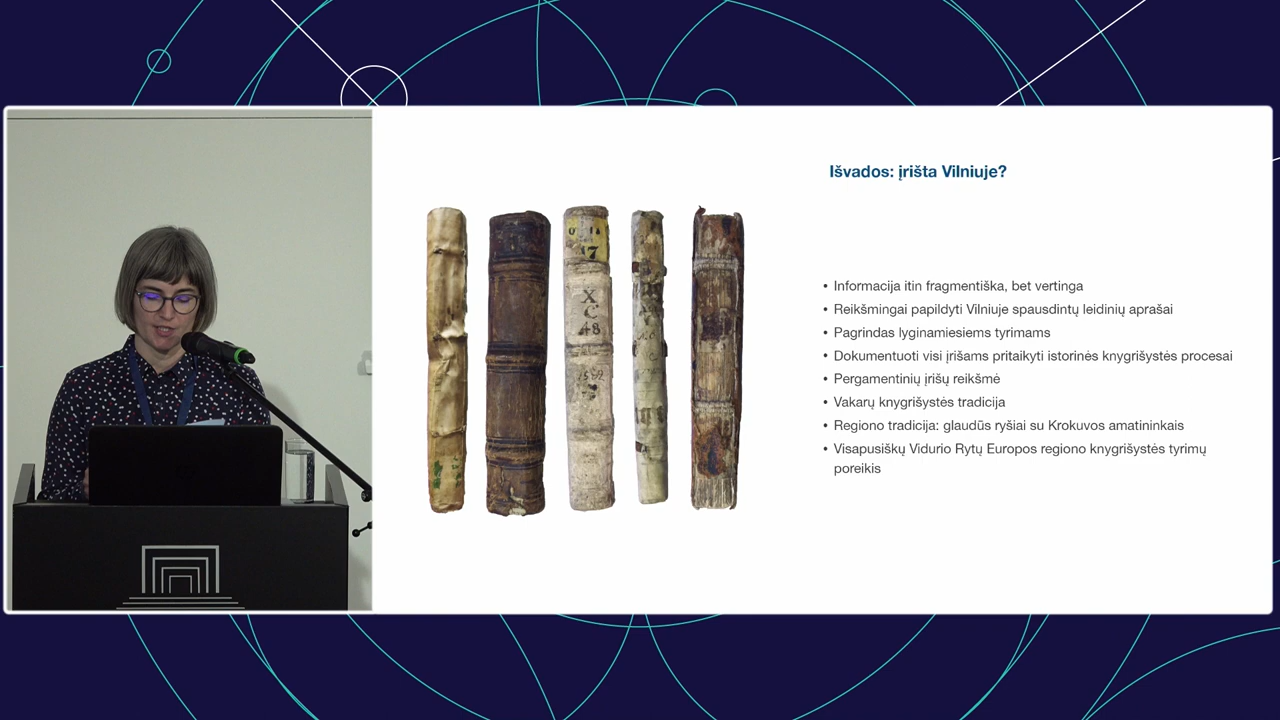 Išvados: įrišta Vilniuje?
• Informacija itin fragmentiška, bet vertinga
• Reikšmingai papildyti Vilniuje spausdintų leidinių aprašai
• Pagrindas lyginamiesiems tyrimams
• Dokumentuoti visi įrišams pritaikyti istorinės knygrišystės procesai
• Pergamentinių įrišų reikšmė
• Vakarų knygrišystės tradicija
• Regiono tradicija: glaudūs ryšiai su Krokuvos amatininkais
• Visapusiškų Vidurio Rytų Europos regiono knygrišystės tyrimų
poreikis
7
X
C
48